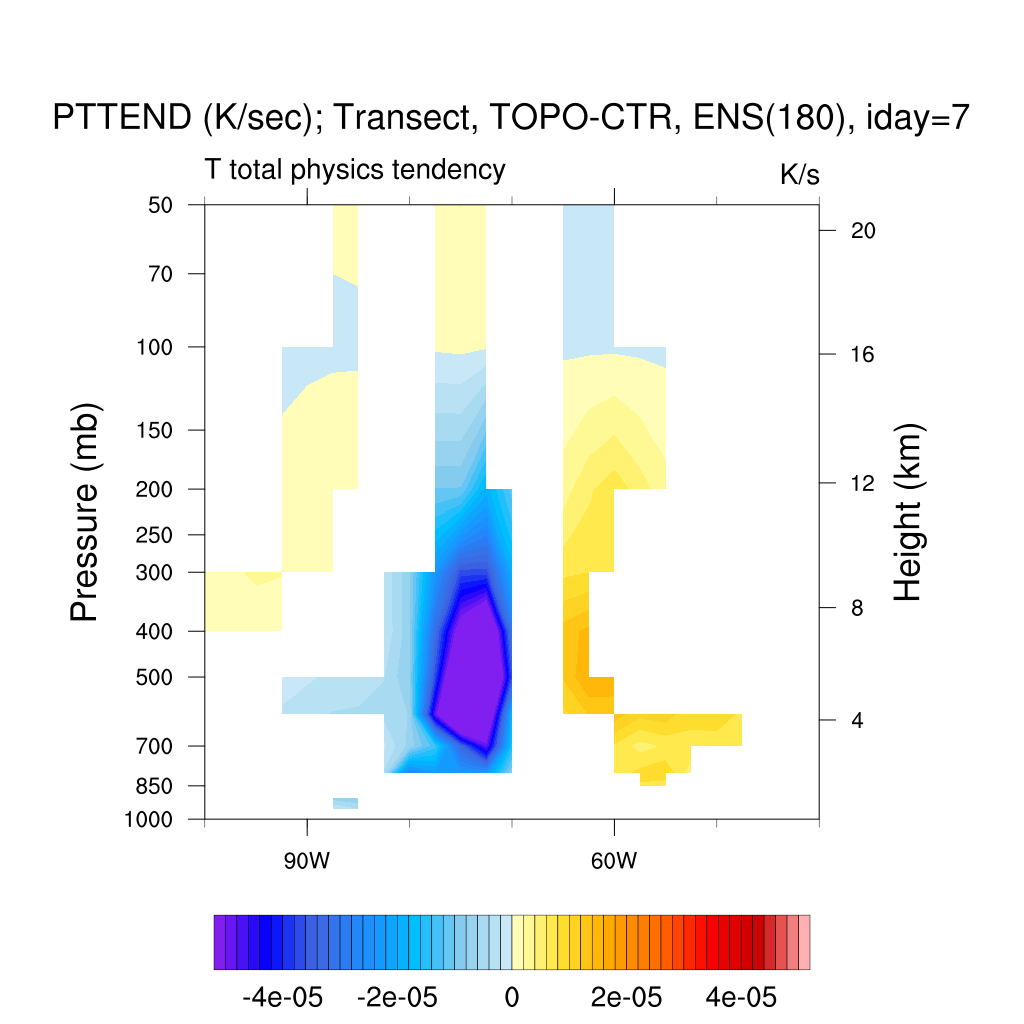 PTTEND (K/sec); Transect, TOPO-CTR, ENS(180), iday=7
T total physics tendency
K/s
50
70
100
150
200
250
300
400
500
700
850
1000
Pressure (mb)
20
16
12
8
4
Height (km)
90W
60W
-4e-05
-2e-05
0
2e-05
4e-05